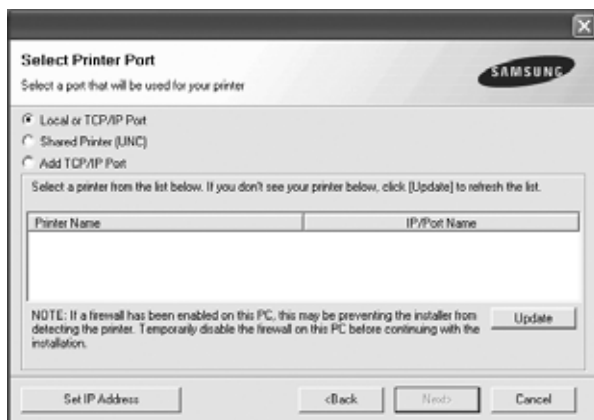 Select Printer Port
Select a port that will be used for your printer
SAMSUNG
Local or TCP/IP Port
Shared Printer (UNC)
Add TCP/IP Port
Select a printer from the list below. If you don't see your printer below, click [Update] to refresh the list.
Printer Name IP/Port Name
NOTE: If a firewall has been enabled on this PC, this may be preventing the installer from
detecting the printer. Temporarily disable the firewall on this PC before continuing with the
installation.
Update
Set IP Address <Back Next> Cancel